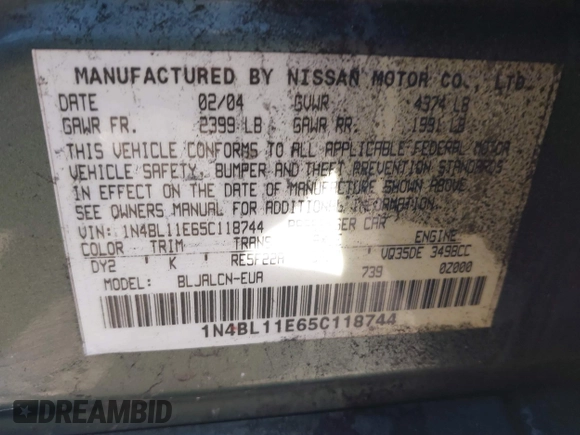 MANUFACTURED BY NISSAN MOTOR CO., LTD.
DATE 02/04 GVWR 4374 LB
GAWR FR. 2399 LB GAWR RR. 1991 LB
THIS VEHICLE CONFORMS TO ALL APPLICABLE FEDERAL MOTOR
VEHICLE SAFETY, BUMPER AND THEFT PREVENTION STANDARDS
IN EFFECT ON THE DATE OF MANUFACTURE SHOWN ABOVE.
SEE OWNERS MANUAL FOR ADDITIONAL INFORMATION.
VIN: 1N4BL11E65C118744 PASSENGER CAR
COLOR TRIM TRANS ENGINE
DY2 K RE5F22A VQ35DE 3498CC
MODEL: BLJALCN-EUA 739 0Z000
1N4BL11E65C118744
DREAMBID